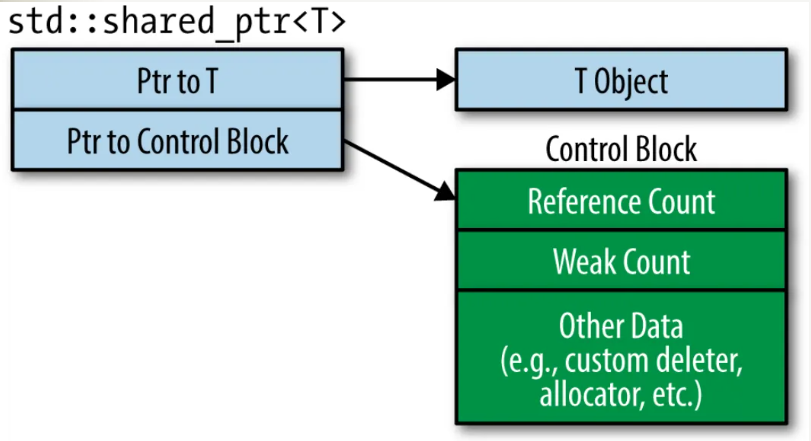 std::shared_ptr<T>
Ptr to T
T Object
Ptr to Control Block
Control Block
Reference Count
Weak Count
Other Data
(e.g., custom deleter,
allocator, etc.)